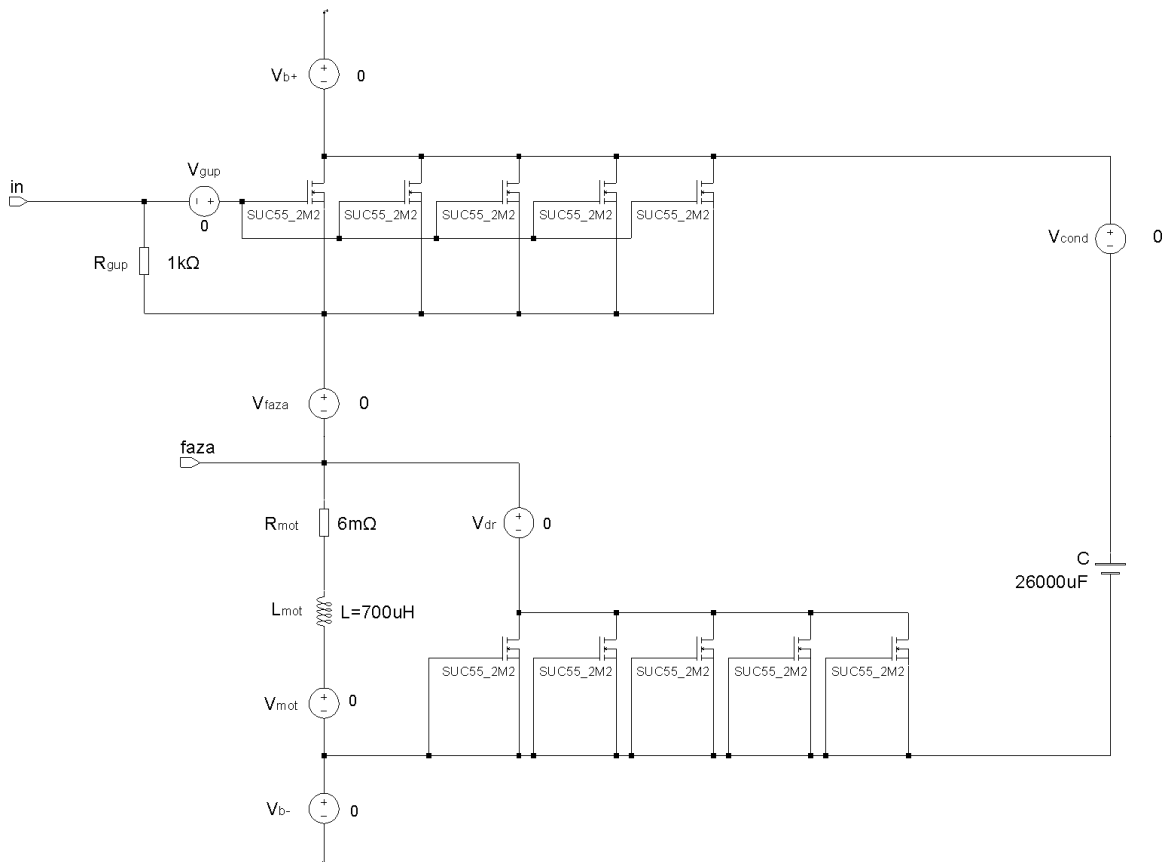 Vb+ 0
Vgup
in
0
SUC55_2M2 SUC55_2M2 SUC55_2M2 SUC55_2M2 SUC55_2M2
Vcond 0
Rgup 1kΩ
Vfaza 0
faza
Rmot 6mΩ
Vdr 0
C
26000uF
Lmot L=700uH
SUC55_2M2 SUC55_2M2 SUC55_2M2 SUC55_2M2 SUC55_2M2
Vmot 0
Vb- 0